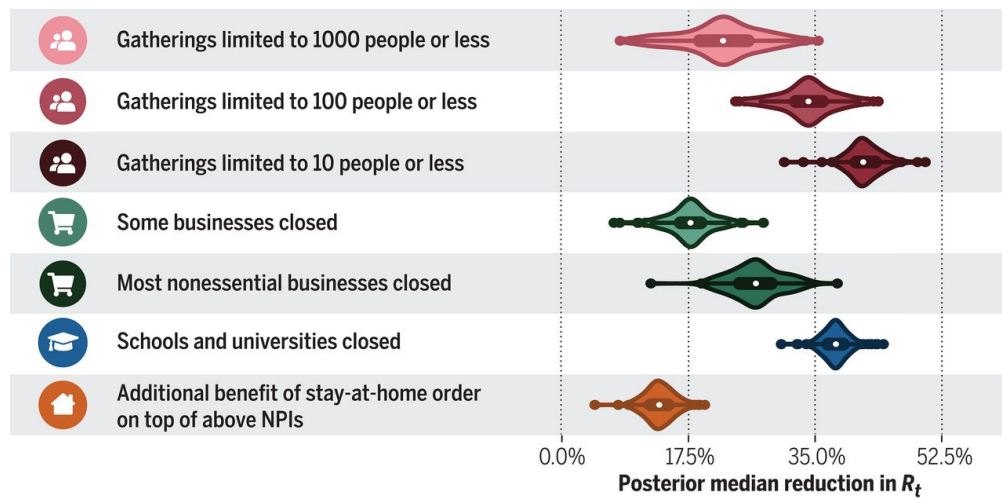 Gatherings limited to 1000 people or less
Gatherings limited to 100 people or less
Gatherings limited to 10 people or less
Some businesses closed
Most nonessential businesses closed
Schools and universities closed
Additional benefit of stay-at-home order
on top of above NPIs
0.0% 17.5% 35.0% 52.5%
Posterior median reduction in Rt